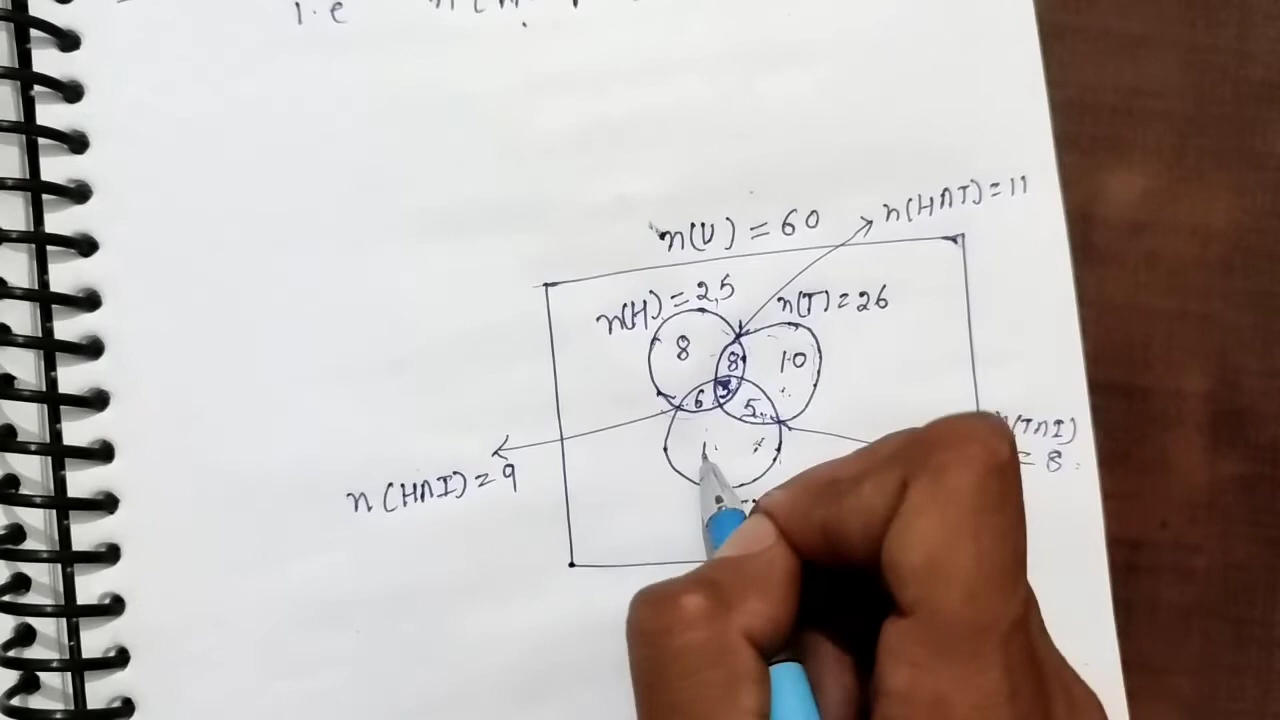 i.e
n(U) = 60
n(H∩T) = 11
n(H) = 25
n(T) = 26
8
8
10
6
3
5
n(T∩I)
= 8
n(H∩I) = 9